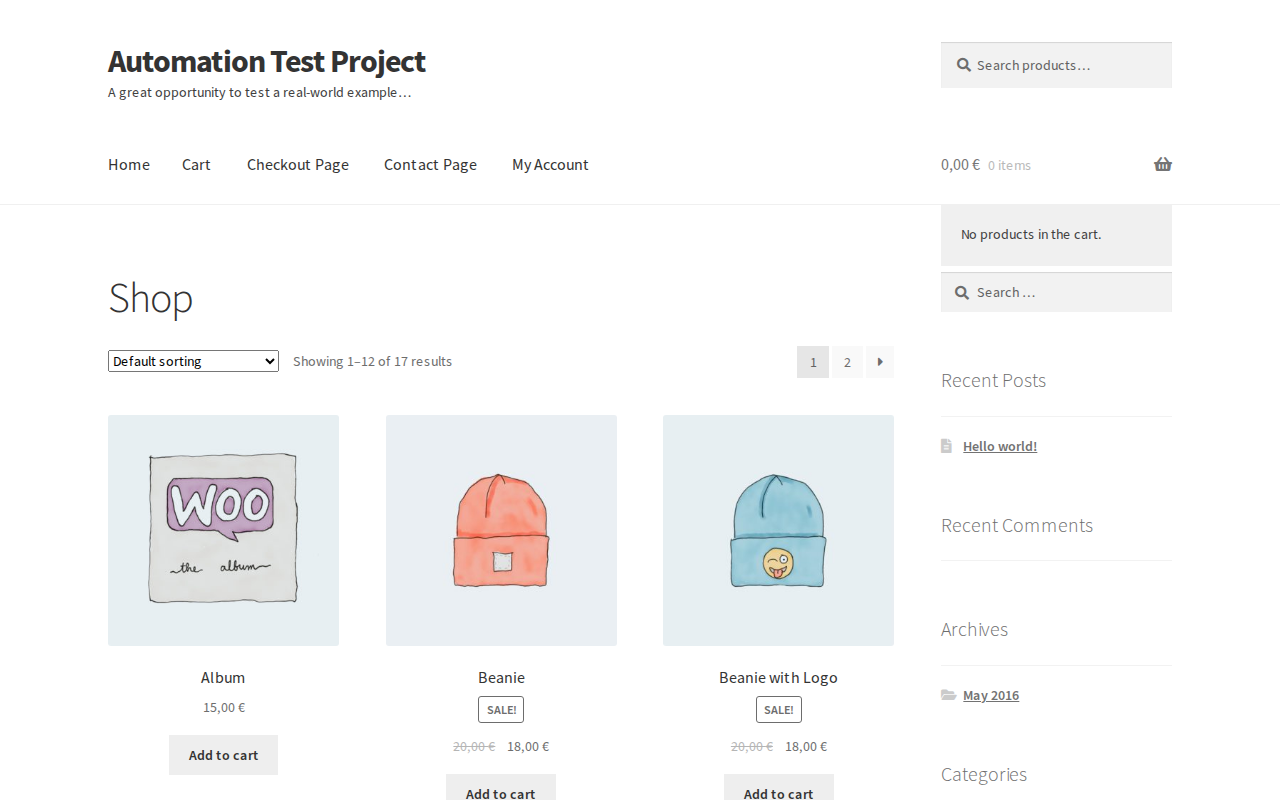 Automation Test Project
A great opportunity to test a real-world example…
Search products…
Home Cart Checkout Page Contact Page My Account
0,00 € 0 items
No products in the cart.
Search …
Shop
Default sorting Showing 1–12 of 17 results
1 2
Recent Posts
Hello world!
Recent Comments
Archives
May 2016
Categories
WOO
the album
Album
15,00 €
Add to cart
Beanie
SALE!
20,00 € 18,00 €
Add to cart
Beanie with Logo
SALE!
20,00 € 18,00 €
Add to cart